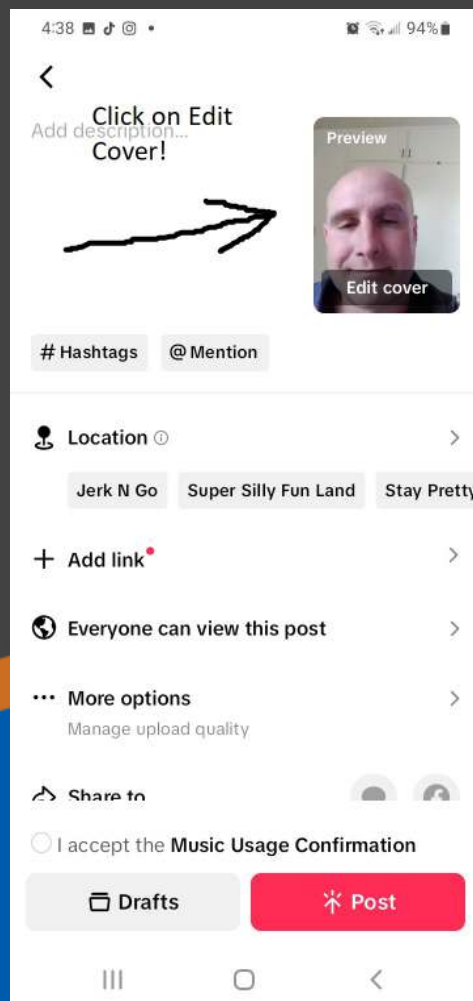 4:38 94%
Click on Edit
Add description...
Cover!
Preview
Edit cover
# Hashtags @ Mention
Location
Jerk N Go Super Silly Fun Land Stay Pretty
+ Add link
Everyone can view this post
More options
Manage upload quality
Share to
I accept the Music Usage Confirmation
Drafts Post